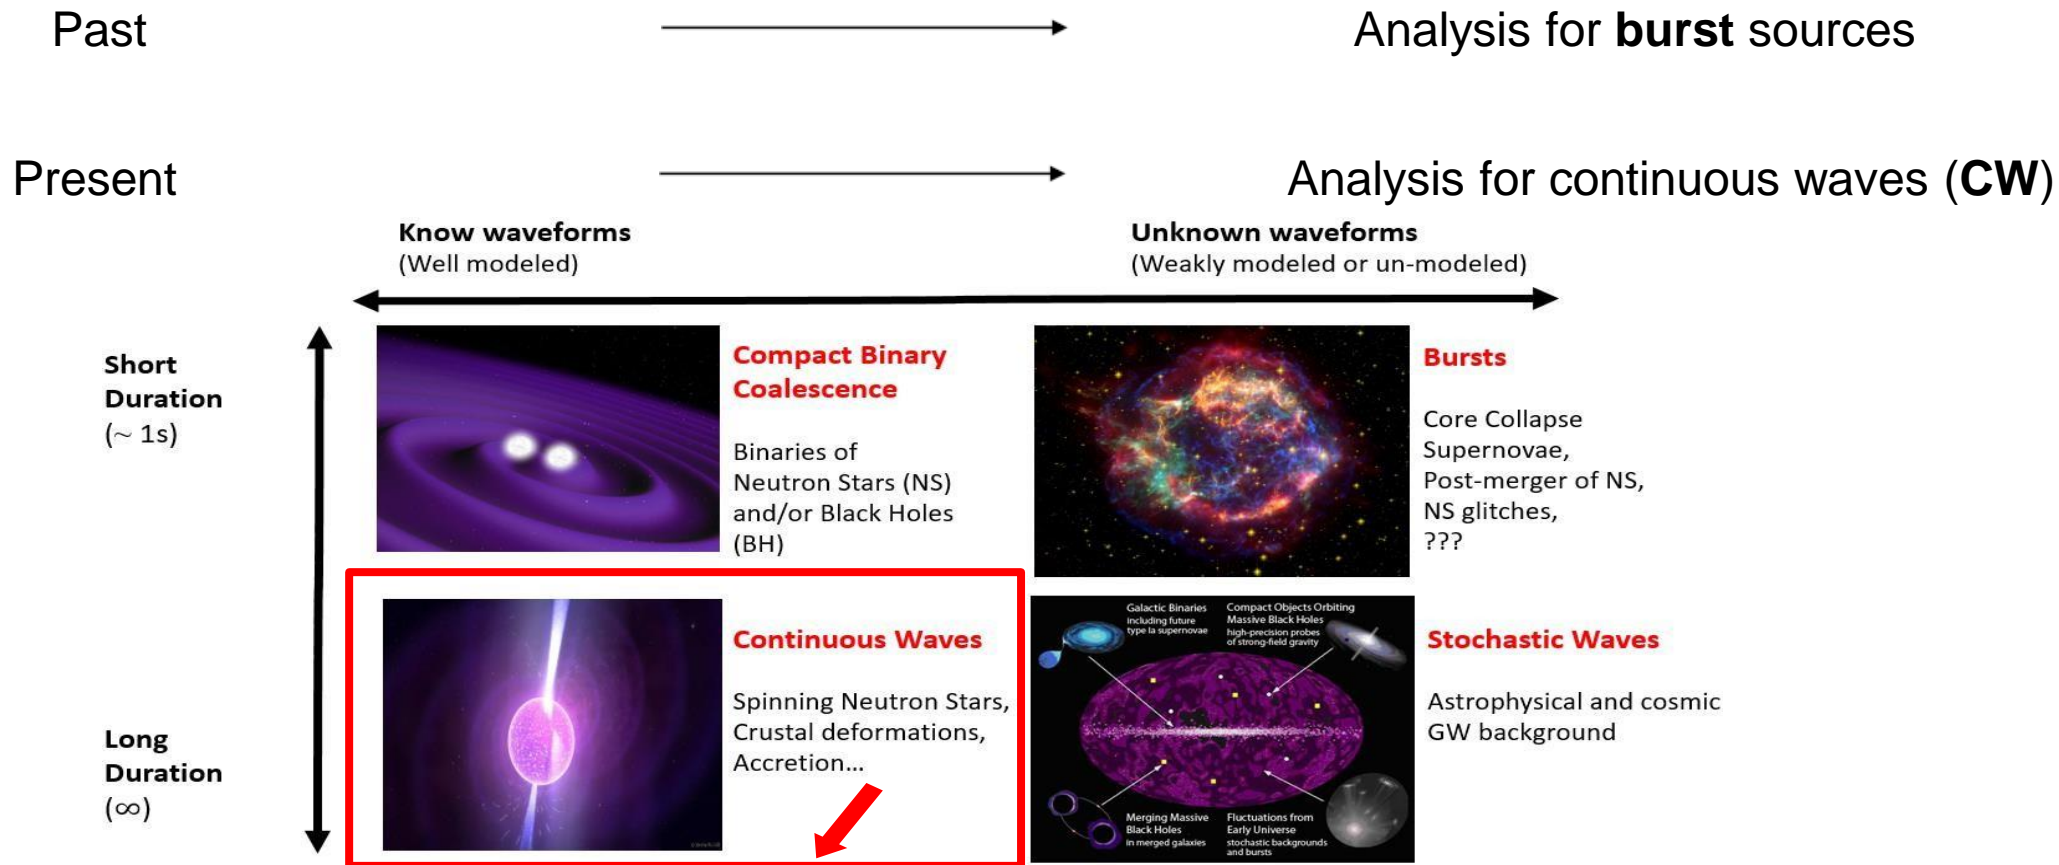 Past
Analysis for burst sources
Present
Analysis for continuous waves (CW)
Know waveforms
(Well modeled)
Unknown waveforms
(Weakly modeled or un-modeled)
Short
Duration
(~ 1s)
Compact Binary
Coalescence
Binaries of
Neutron Stars (NS)
and/or Black Holes
(BH)
Bursts
Core Collapse
Supernovae,
Post-merger of NS,
NS glitches,
???
Long
Duration
(∞)
Continuous Waves
Spinning Neutron Stars,
Crustal deformations,
Accretion...
Galactic Binaries
including future
type Ia supernovae
Compact Objects Orbiting
Massive Black Holes
high-precision probes
of strong-field gravity
Merging Massive
Black Holes
in merged galaxies
Fluctuations from
Early Universe
stochastic backgrounds
and bursts
Stochastic Waves
Astrophysical and cosmic
GW background